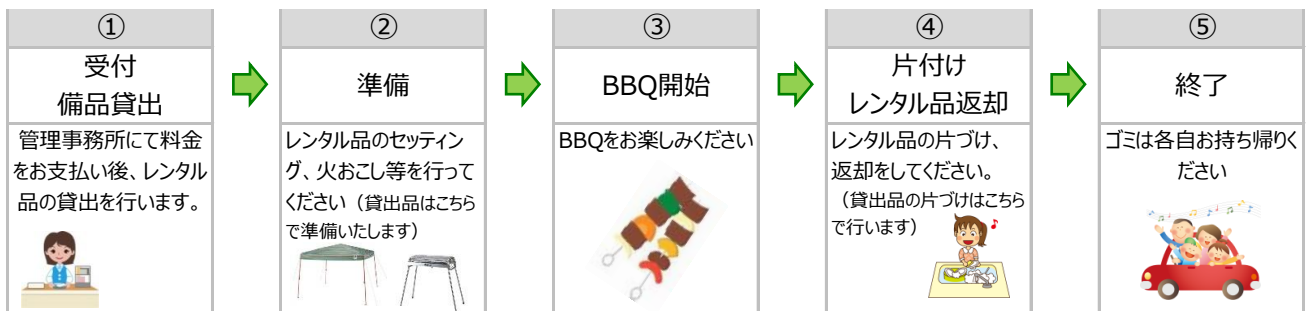 ①
受付
備品貸出
管理事務所にて料金
をお支払い後、レンタル
品の貸出を行います。
②
準備
レンタル品のセッティン
グ、火おこし等を行って
ください（貸出品はこちら
で準備いたします）
③
BBQ開始
BBQをお楽しみください
④
片付け
レンタル品返却
レンタル品の片づけ、
返却をしてください。
（貸出品の片づけはこちら
で行います）
⑤
終了
ゴミは各自お持ち帰りく
ださい